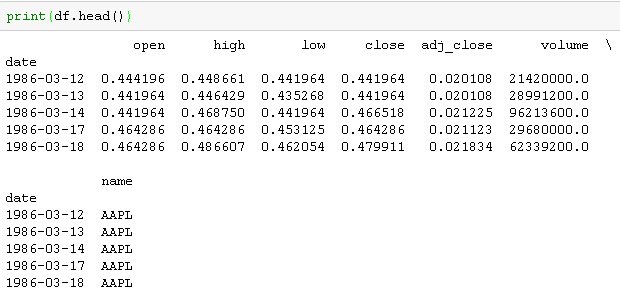 print(df.head())
open high low close adj_close volume \
date
1986-03-12 0.444196 0.448661 0.441964 0.441964 0.020108 21420000.0
1986-03-13 0.441964 0.446429 0.435268 0.441964 0.020108 28991200.0
1986-03-14 0.441964 0.468750 0.441964 0.466518 0.021225 96213600.0
1986-03-17 0.464286 0.464286 0.453125 0.464286 0.021123 29680000.0
1986-03-18 0.464286 0.486607 0.462054 0.479911 0.021834 62339200.0
name
date
1986-03-12 AAPL
1986-03-13 AAPL
1986-03-14 AAPL
1986-03-17 AAPL
1986-03-18 AAPL